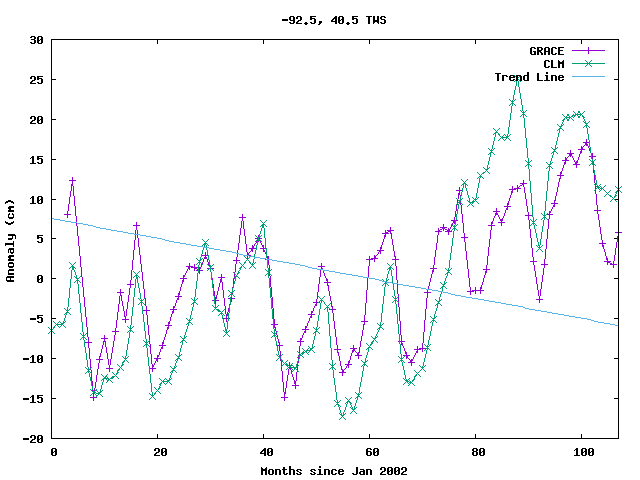 -92.5, 40.5 TWS
GRACE
CLM
Trend Line
30
25
20
15
10
5
0
-5
-10
-15
-20
Anomaly (cm)
0 20 40 60 80 100
Months since Jan 2002